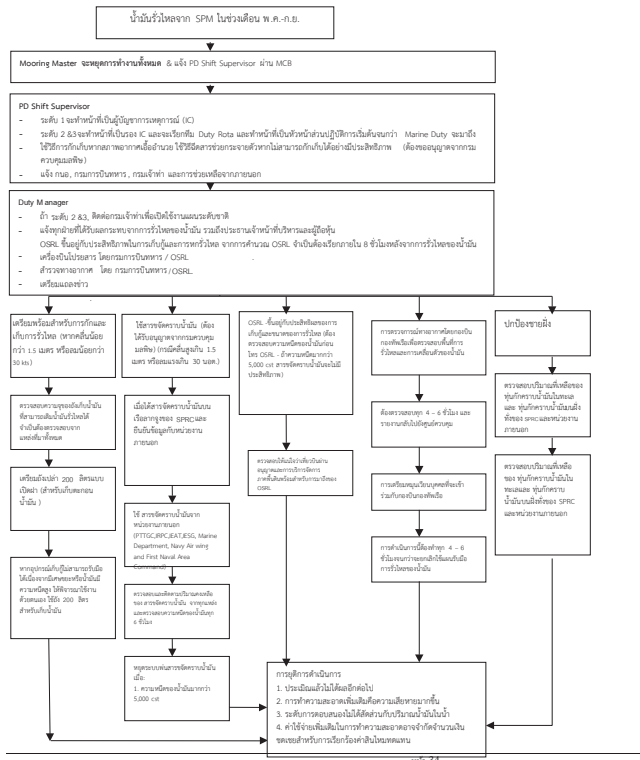 น้ำมันรั่วไหลจาก SPM ในช่วงเดือน พ.ค.-ก.ย.
Mooring Master จะหยุดการทำงานทั้งหมด & แจ้ง PD Shift Supervisor ผ่าน MCB
PD Shift Supervisor
- ระดับ 1 จะทำหน้าที่เป็นผู้บัญชาการเหตุการณ์ (IC)
- ระดับ 2 &3 จะทำหน้าที่เป็นรอง IC และจะเรียกทีม Duty Rota และทำหน้าที่เป็นหัวหน้าส่วนปฏิบัติการเริ่มต้นจนกว่า Marine Duty จะมาถึง
- ใช้วิธีการกักเก็บหากสภาพอากาศเอื้ออำนวย ใช้วิธีฉีดสารช่วยกระจายตัวหากไม่สามารถกักเก็บได้อย่างมีประสิทธิภาพ (ต้องขออนุญาตจากกรม
ควบคุมมลพิษ)
- แจ้ง กนอ, กรมการบินทหาร, กรมเจ้าท่า และการช่วยเหลือจากภายนอก
Duty Manager
- ถ้า ระดับ 2 &3, ติดต่อกรมเจ้าท่าเพื่อเปิดใช้งานแผนระดับชาติ
- แจ้งทุกฝ่ายที่ได้รับผลกระทบจากการรั่วไหลของน้ำมัน รวมถึงประธานเจ้าหน้าที่บริหารและผู้ถือหุ้น
OSRL ขึ้นอยู่กับประสิทธิภาพในการเก็บกู้และการหกรั่วไหล จากการคำนวณ OSRL จำเป็นต้องเรียกภายใน 8 ชั่วโมงหลังจากการรั่วไหลของน้ำมัน
- เครื่องบินโปรยสาร โดยกรมการบินทหาร / OSRL
- สำรวจทางอากาศ โดย กรมการบินทหาร/OSRL
- เตรียมแถลงข่าว
เตรียมพร้อมสำหรับการกักและ
เก็บการรั่วไหล (หากคลื่นน้อย
กว่า 1.5 เมตร หรือลมน้อยกว่า
30 kts)
ตรวจสอบความจุของถังเก็บน้ำมัน
ที่สามารถเติมน้ำมันรั่วไหลได้
จำเป็นต้องตรวจสอบจาก
แหล่งที่มาทั้งหมด
เตรียมถังเปล่า 200 ลิตรแบบ
เปิดฝา (สำหรับเก็บตะกอน
น้ำมัน )
หากอุปกรณ์เก็บกู้ไม่สามารถรับมือ
ได้เนื่องจากมีเศษขยะหรือน้ำมันมี
ความหนืดสูง ให้พิจารณาใช้งาน
ด้วยตนเอง ใช้ถัง 200 ลิตร
สำหรับเก็บน้ำมัน
ใช้สารขจัดคราบน้ำมัน (ต้อง
ได้รับอนุญาตจากกรมควบคุม
มลพิษ) (กรณีคลื่นสูงเกิน 1.5
เมตร หรือลมแรงเกิน 30 นอต.)
เมื่อได้สารขจัดคราบน้ำมันบน
เรือลากจูงของ SPRCและ
ยืนยันข้อมูลกับหน่วยงาน
ภายนอก
ใช้ สารขจัดคราบน้ำมันจาก
หน่วยงานภายนอก
(PTTGC,IRPC,IEAT,IESG, Marine
Department, Navy Air wing
and First Naval Area
Command)
ตรวจสอบและติดตามปริมาณคงเหลือ
ของ สารขจัดคราบน้ำมัน จากทุกแหล่ง
และตรวจสอบความหนืดของน้ำมันทุก
6 ชั่วโมง
หยุดระบบพ่นสารขจัดคราบน้ำมัน
เมื่อ:
1. ความหนืดของน้ำมันมากกว่า
5,000 cst
OSRL -ขึ้นอยู่กับประสิทธิผลของการ
เก็บกู้และขนาดของการรั่วไหล (ต้อง
ตรวจสอบความหนืดของน้ำมันก่อน
โทร OSRL - ถ้าความหนืดมากกว่า
5,000 cst สารขจัดคราบน้ำมันจะไม่มี
ประสิทธิภาพ)
ตรวจสอบให้แน่ใจว่าเที่ยวบินผ่าน
อนุญาตและการบริการจัดการ
ภาคพื้นดินพร้อมสำหรับการมาถึงของ
OSRL
การตรวจการณ์ทางอากาศโดยกองบิน
กองทัพเรือเพื่อตรวจสอบพื้นที่การ
รั่วไหลและการเคลื่อนตัวของน้ำมัน
ต้องตรวจสอบทุก 4 – 6 ชั่วโมง และ
รายงานกลับไปยังศูนย์ควบคุม
การเตรียมหมุนเวียนบุคคลที่จะเข้า
ร่วมกับกองบินกองทัพเรือ
การดำเนินการนี้ต้องทำทุก 4 – 6
ชั่วโมงจนกว่าจะยกเลิกใช้แผนรับมือ
การรั่วไหลของน้ำมัน
ปกป้องชายฝั่ง
ตรวจสอบปริมาณที่เหลือของ
ทุ่นกักคราบน้ำมันในทะเล
และ ทุ่นกักคราบน้ำมันบนฝั่ง
ทั้งของ SPRCและหน่วยงาน
ภายนอก
ตรวจสอบปริมาณที่เหลือ
ของ ทุ่นกักคราบน้ำมันใน
ทะเลและ ทุ่นกักคราบ
น้ำมันบนฝั่งทั้งของ SPRC
และหน่วยงานภายนอก
การยุติการดำเนินการ
1. ประเมินแล้วไม่ได้ผลอีกต่อไป
2. การทำความสะอาดเพิ่มเติมคือความเสียหายมากขึ้น
3. ระดับการตอบสนองไม่ได้สัดส่วนกับปริมาณน้ำมันในน้ำ
4. ค่าใช้จ่ายเพิ่มเติมในการทำความสะอาดอาจจำกัดจำนวนเงิน
ชดเชยสำหรับการเรียกร้องค่าสินไหมทดแทน